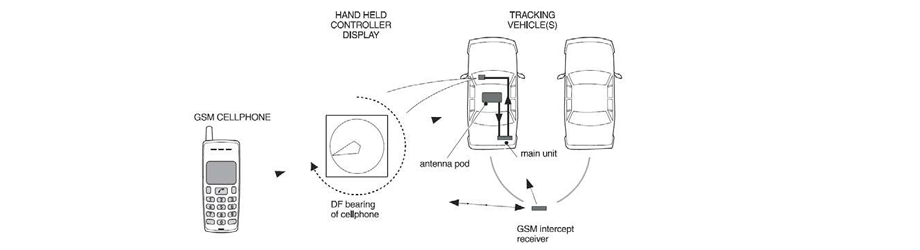 HAND HELD
CONTROLLER
DISPLAY
TRACKING
VEHICLE(S)
GSM CELLPHONE
antenna pod
main unit
DF bearing
of cellphone
GSM intercept
receiver